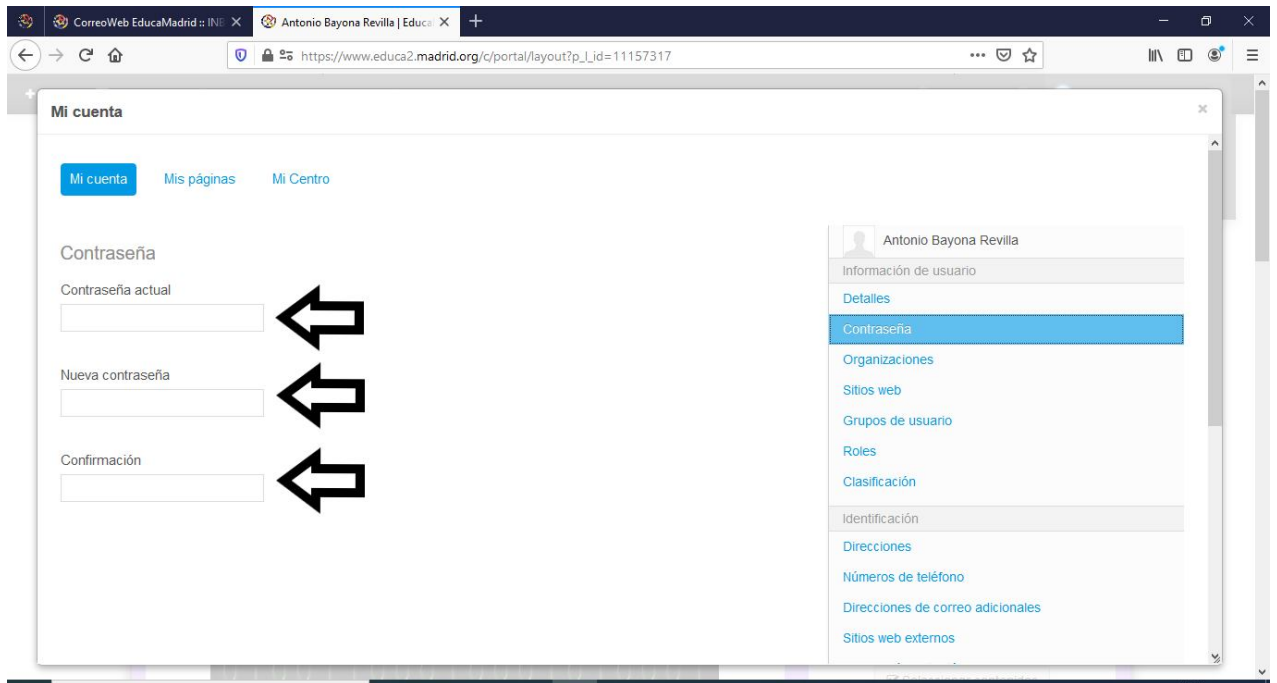 CorreoWeb EducaMadrid :: INB
Antonio Bayona Revilla | Educa
https://www.educa2.madrid.org/c/portal/layout?p_l_id=11157317
Mi cuenta
Mi cuenta Mis páginas Mi Centro
Contraseña
Contraseña actual
Nueva contraseña
Confirmación
Antonio Bayona Revilla
Información de usuario
Detalles
Contraseña
Organizaciones
Sitios web
Grupos de usuario
Roles
Clasificación
Identificación
Direcciones
Números de teléfono
Direcciones de correo adicionales
Sitios web externos